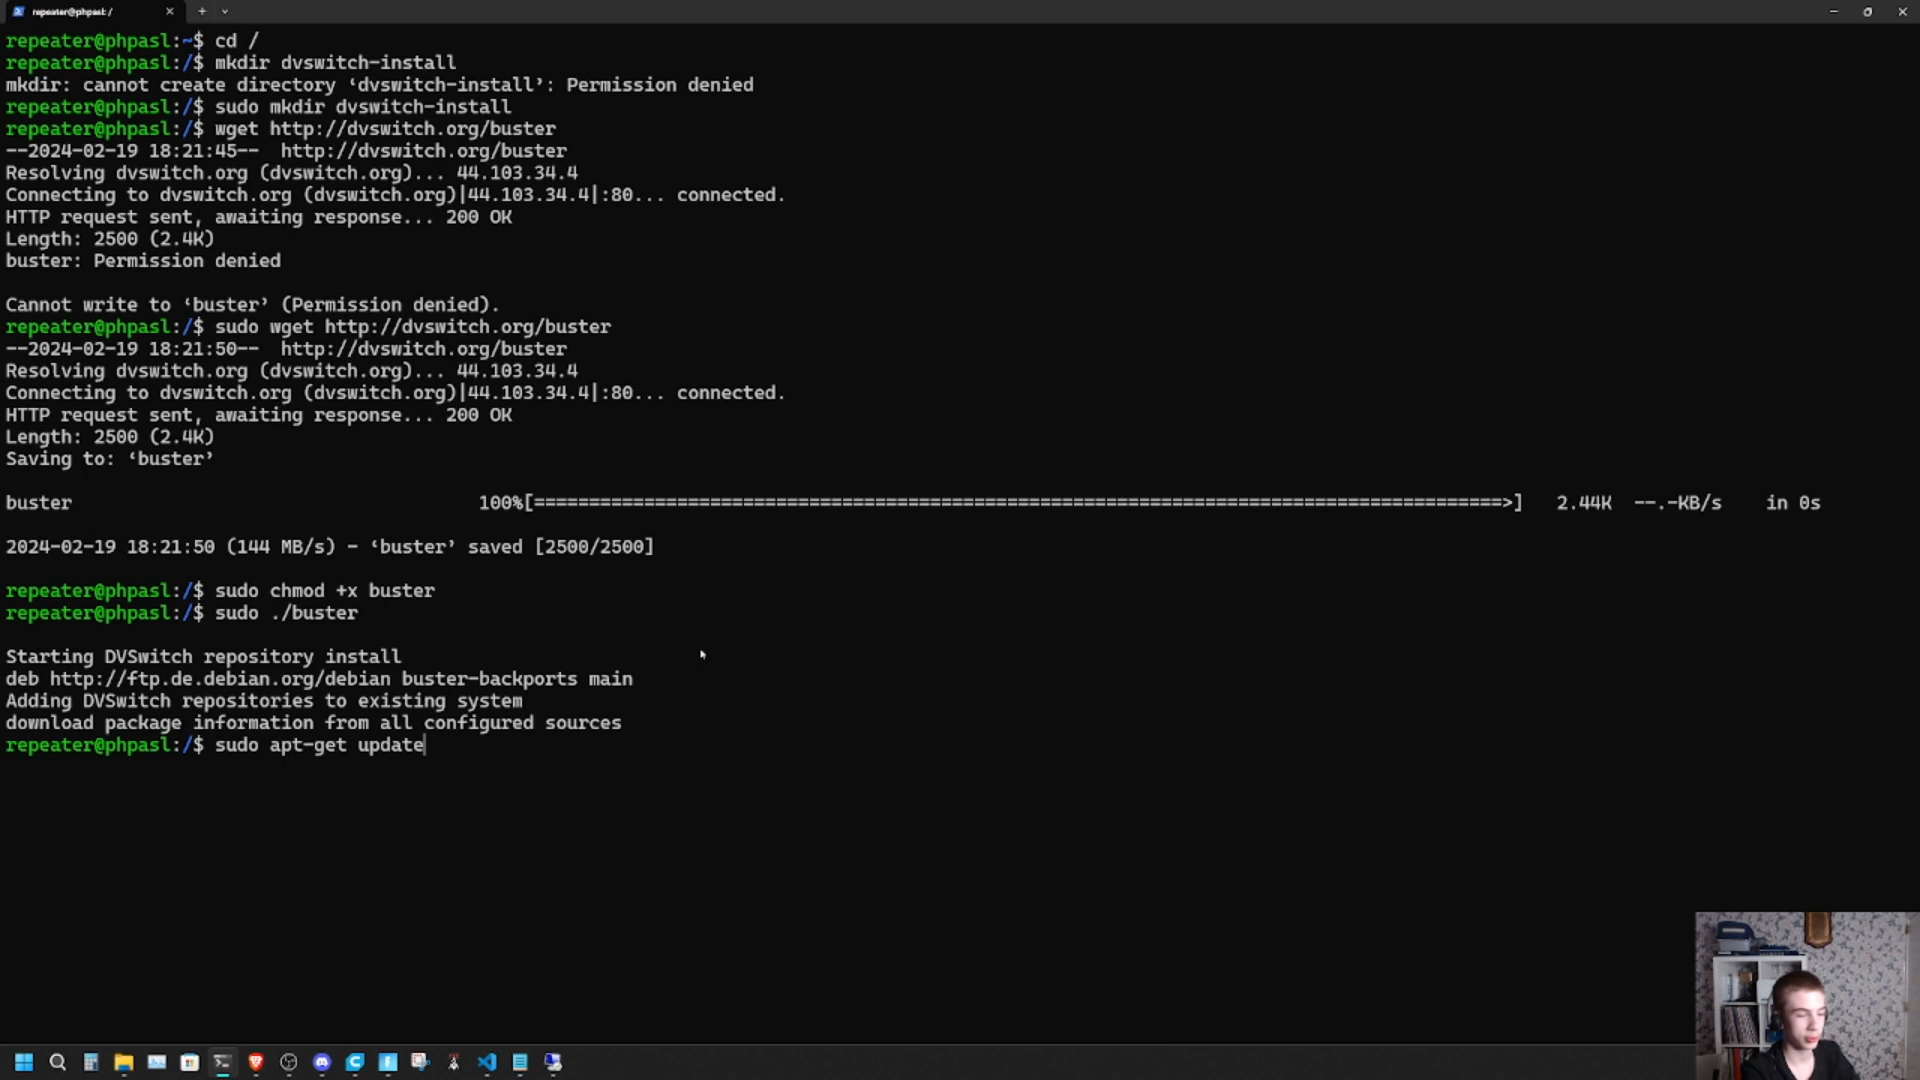 repeater@phpasl: /
repeater@phpasl:~$ cd /
repeater@phpasl:/$ mkdir dvswitch-install
mkdir: cannot create directory ‘dvswitch-install’: Permission denied
repeater@phpasl:/$ sudo mkdir dvswitch-install
repeater@phpasl:/$ wget http://dvswitch.org/buster
--2024-02-19 18:21:45--  http://dvswitch.org/buster
Resolving dvswitch.org (dvswitch.org)... 44.103.34.4
Connecting to dvswitch.org (dvswitch.org)|44.103.34.4|:80... connected.
HTTP request sent, awaiting response... 200 OK
Length: 2500 (2.4K)
buster: Permission denied
Cannot write to ‘buster’ (Permission denied).
repeater@phpasl:/$ sudo wget http://dvswitch.org/buster
--2024-02-19 18:21:50--  http://dvswitch.org/buster
Resolving dvswitch.org (dvswitch.org)... 44.103.34.4
Connecting to dvswitch.org (dvswitch.org)|44.103.34.4|:80... connected.
HTTP request sent, awaiting response... 200 OK
Length: 2500 (2.4K)
Saving to: ‘buster’
buster 100%[========================================================================================>] 2.44K --.-KB/s in 0s
2024-02-19 18:21:50 (144 MB/s) - ‘buster’ saved [2500/2500]
repeater@phpasl:/$ sudo chmod +x buster
repeater@phpasl:/$ sudo ./buster
Starting DVSwitch repository install
deb http://ftp.de.debian.org/debian buster-backports main
Adding DVSwitch repositories to existing system
download package information from all configured sources
repeater@phpasl:/$ sudo apt-get update